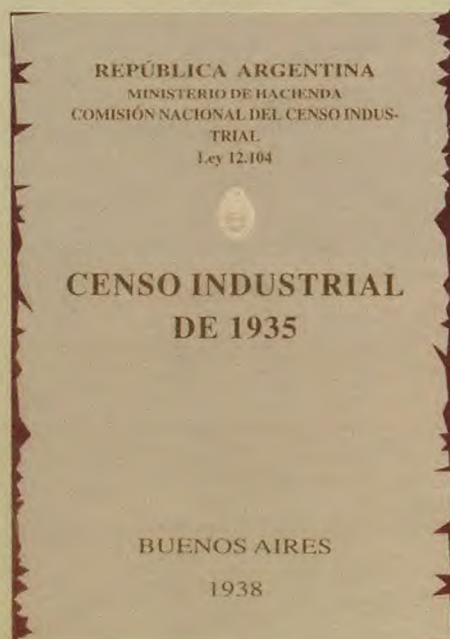 REPÚBLICA ARGENTINA
MINISTERIO DE HACIENDA
COMISIÓN NACIONAL DEL CENSO INDUS-
TRIAL
Ley 12.104
CENSO INDUSTRIAL
DE 1935
BUENOS AIRES
1938